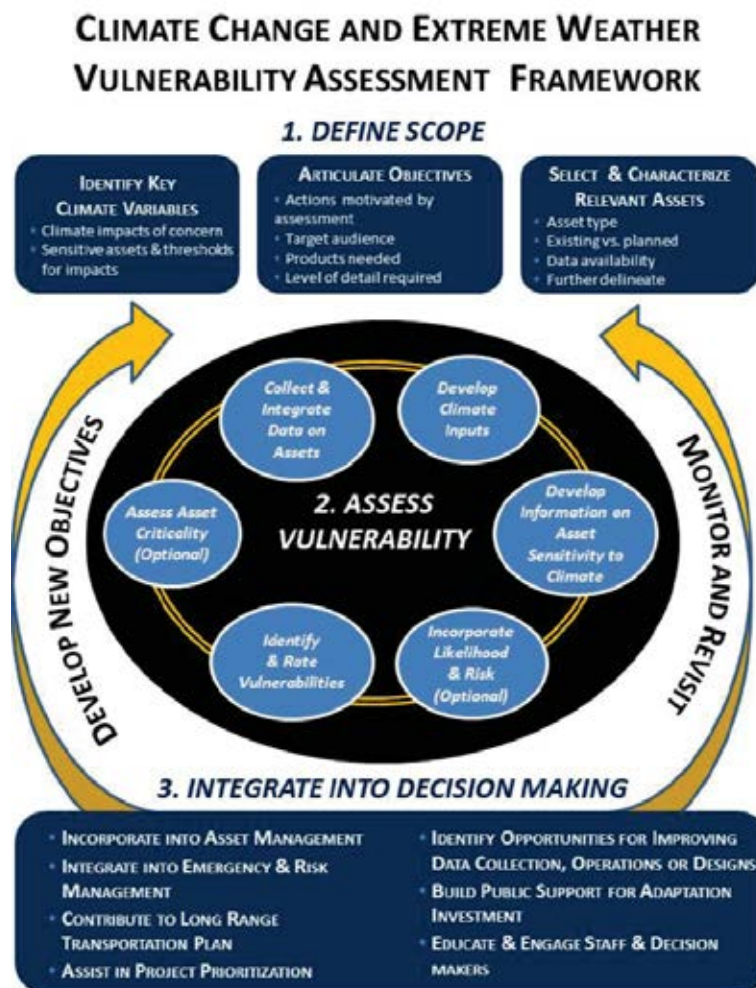 CLIMATE CHANGE AND EXTREME WEATHER
VULNERABILITY ASSESSMENT FRAMEWORK
1. DEFINE SCOPE
IDENTIFY KEY
CLIMATE VARIABLES
• Climate impacts of concern
• Sensitive assets & thresholds
for impacts
ARTICULATE OBJECTIVES
• Actions motivated by
assessment
• Target audience
• Products needed
• Level of detail required
SELECT & CHARACTERIZE
RELEVANT ASSETS
• Asset type
• Existing vs. planned
• Data availability
• Further delineate
DEVELOP NEW OBJECTIVES
MONITOR AND REVISIT
Collect &
Integrate
Data on
Assets
Develop
Climate
Inputs
Assess Asset
Criticality
(Optional)
2. ASSESS
VULNERABILITY
Develop
Information on
Asset
Sensitivity to
Climate
Identify
& Rate
Vulnerabilities
Incorporate
Likelihood
& Risk
(Optional)
3. INTEGRATE INTO DECISION MAKING
• INCORPORATE INTO ASSET MANAGEMENT
• INTEGRATE INTO EMERGENCY & RISK
MANAGEMENT
• CONTRIBUTE TO LONG RANGE
TRANSPORTATION PLAN
• ASSIST IN PROJECT PRIORITIZATION
• IDENTIFY OPPORTUNITIES FOR IMPROVING
DATA COLLECTION, OPERATIONS OR DESIGNS
• BUILD PUBLIC SUPPORT FOR ADAPTATION
INVESTMENT
• EDUCATE & ENGAGE STAFF & DECISION
MAKERS